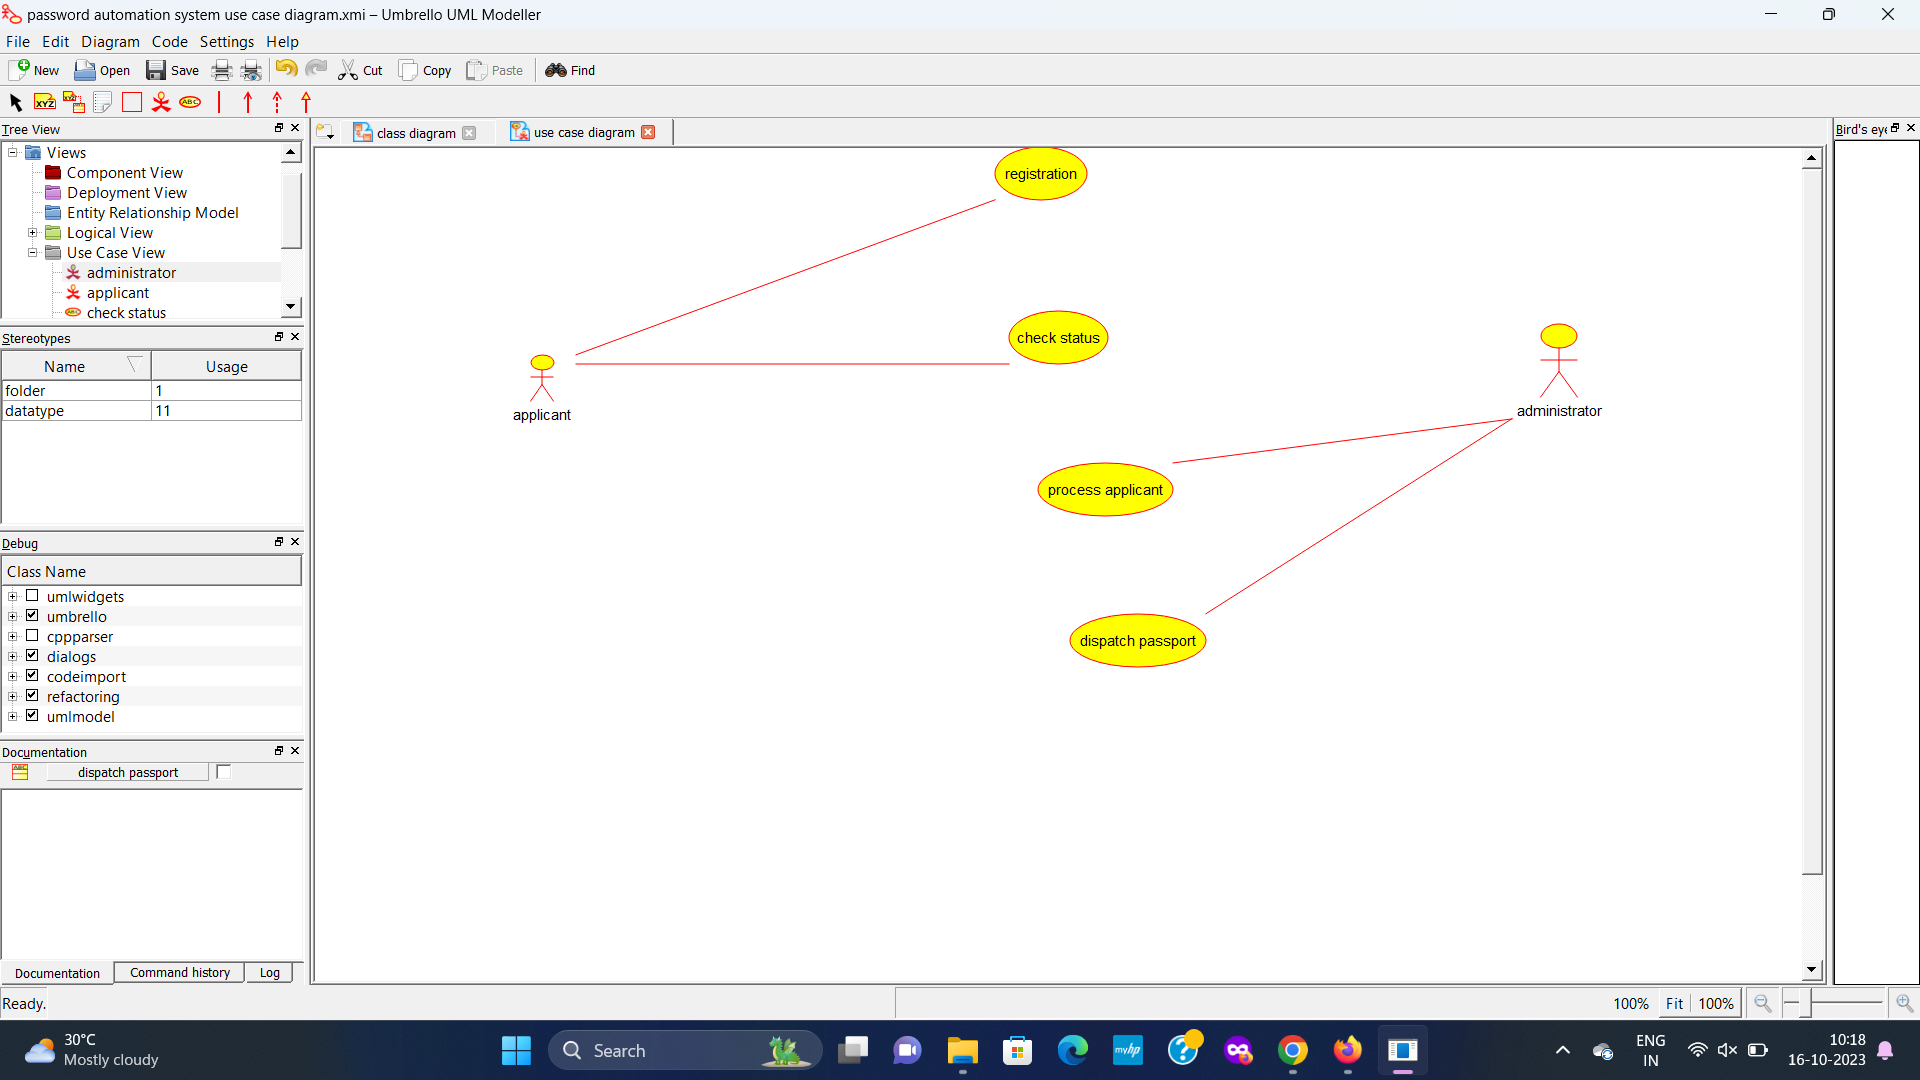 password automation system use case diagram.xmi – Umbrello UML Modeller
File Edit Diagram Code Settings Help
New Open Save Cut Copy Paste Find
XYZ XYZ ABC
Tree View
Views
Component View
Deployment View
Entity Relationship Model
Logical View
Use Case View
administrator
applicant
check status
Stereotypes
Name Usage
folder 1
datatype 11
Debug
Class Name
umlwidgets
umbrello
cppparser
dialogs
codeimport
refactoring
umlmodel
Documentation
dispatch passport
Documentation Command history Log
class diagram use case diagram
registration
check status
applicant
administrator
process applicant
dispatch passport
Bird's eye
Ready.
100% Fit 100%
30°C
Mostly cloudy
Search
myhp
ENG
IN
10:18
16-10-2023